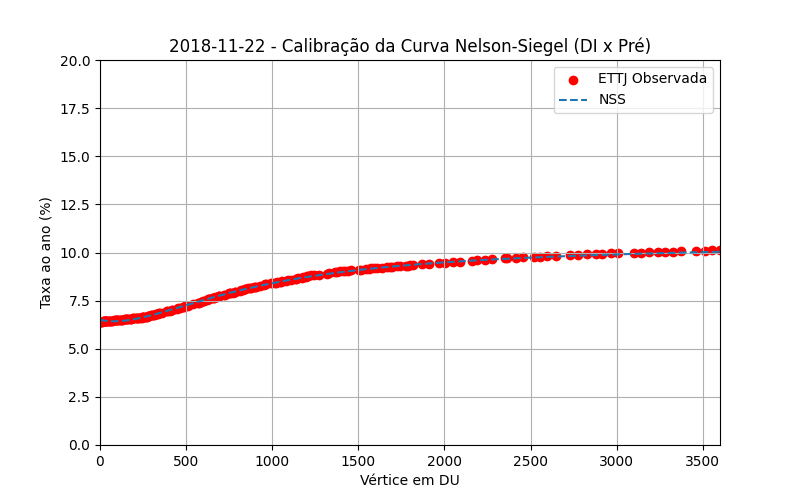 2018-11-22 - Calibração da Curva Nelson-Siegel (DI x Pré)
ETTJ Observada
NSS
Taxa ao ano (%)
20.0
17.5
15.0
12.5
10.0
7.5
5.0
2.5
0.0
0 500 1000 1500 2000 2500 3000 3500
Vértice em DU